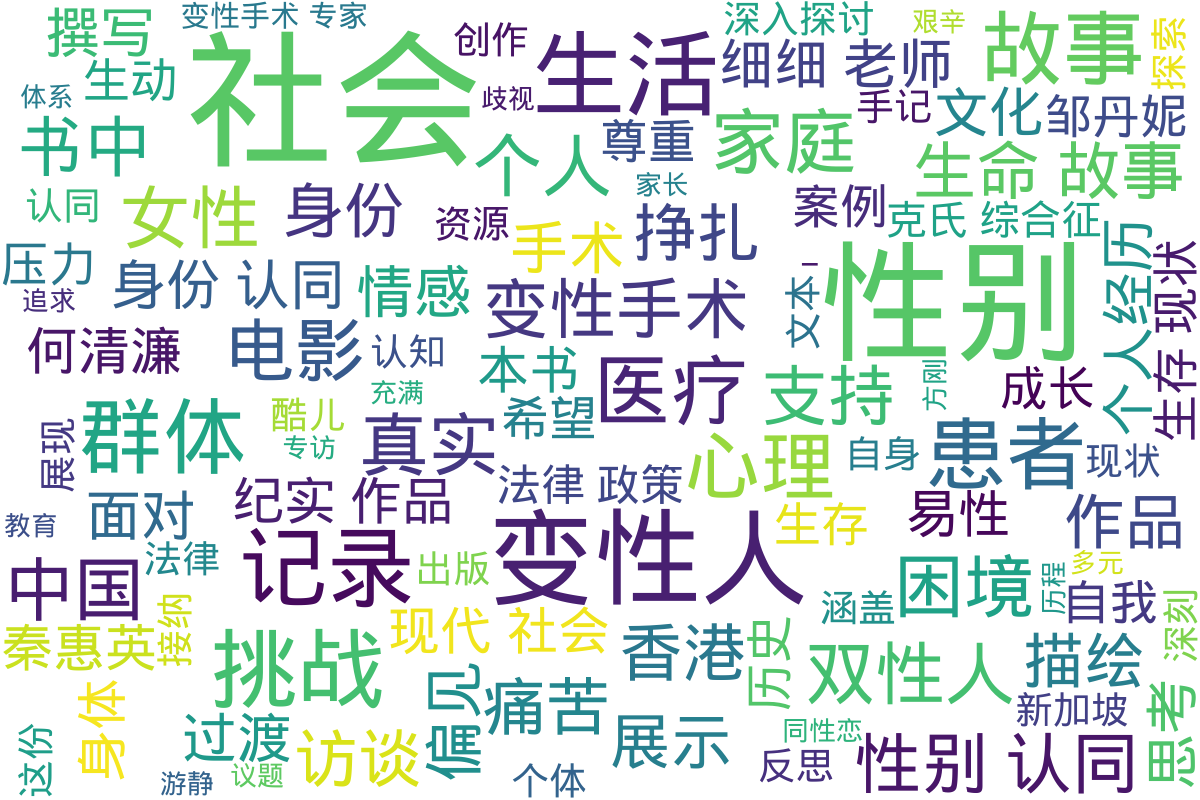 变性手术 专家
深入探讨
艰辛
撰写
社会
创作
生活
细细
老师
故事
探索
体系
生动
歧视
手记
文化
邹丹妮
书中
个人
尊重
家庭
生命 故事
认同
女性
身份
资源
家长
案例
克氏 综合征
压力
追求
身份 认同
情感
手术
挣扎
变性手术
文本_
性别
个人经历
生存 现状
何清濂
电影
认知
本书
医疗
支持
方刚
成长
展现
群体
酷儿
充满
专访
真实
希望
心理
自身
患者
现状
教育
面对
纪实 作品
法律 政策
生存
易性
作品
中国
法律
记录
出版
变性人
困境
历程
多元
自我
秦惠英
接纳
挑战
现代 社会
香港
历史
双性人
涵盖
描绘
深刻
这份
身体
过渡
访谈
偏见
痛苦
展示
同性恋
反思
新加坡
思考
游静
议题
个体
性别 认同